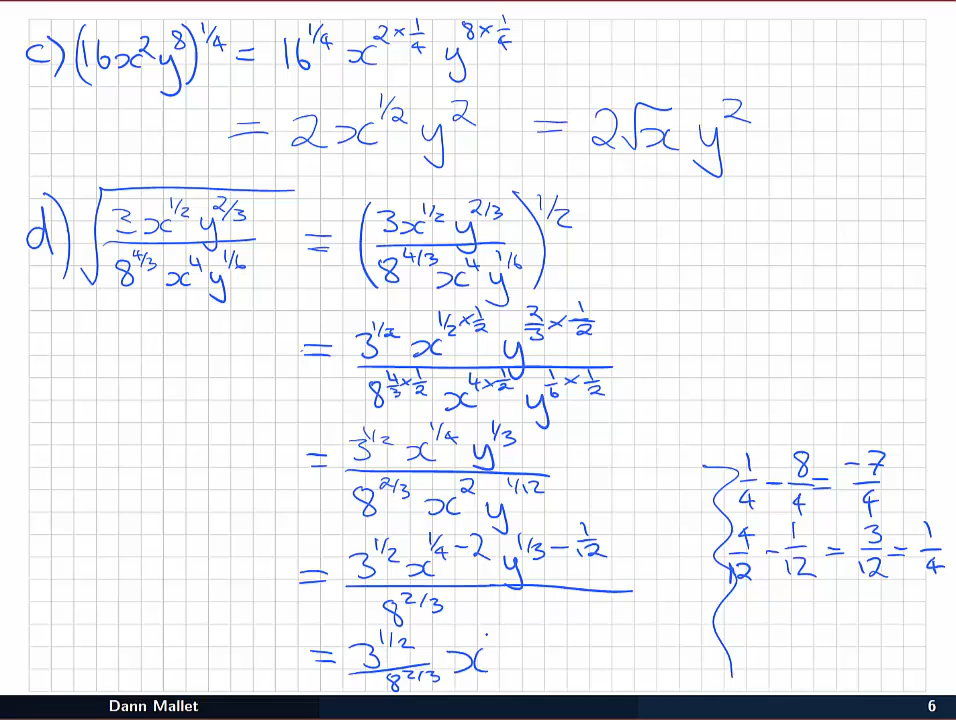 c) (16x²y⁸)^{1/4} = 16^{1/4} x^{2×1/4} y^{8×1/4}
= 2x^{1/2} y² = 2√x y²
d) √(3x^{1/2} y^{2/3} / 8^{4/3} x⁴ y^{1/6}) = (3x^{1/2} y^{2/3} / 8^{4/3} x⁴ y^{1/6})^{1/2}
= 3^{1/2} x^{1/2×1/2} y^{2/3×1/2} / 8^{4/3×1/2} x^{4×1/2} y^{1/6×1/2}
= 3^{1/2} x^{1/4} y^{1/3} / 8^{2/3} x² y^{1/12}
1/4 - 8/4 = -7/4
= 3^{1/2} x^{1/4-2} y^{1/3-1/12} / 8^{2/3}
4/12 - 1/12 = 3/12 = 1/4
= 3^{1/2} / 8^{2/3} x
Dann Mallet 6